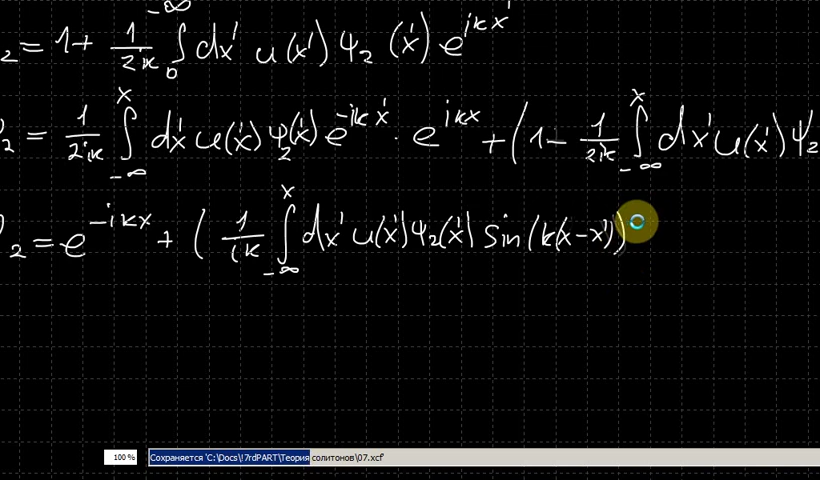 ₂ = 1 + 1/2ik ∫₀^-∞ dx' u(x') ψ₂ (x') e^ikx'
₂ = 1/2ik ∫_-∞^x dx' u(x') ψ₂(x') e^-ikx' · e^ikx + (1 - 1/2ik ∫_-∞^x dx' u(x') ψ₂
₂ = e^-ikx + ( 1/ik ∫_-∞^x dx' u(x') ψ₂(x') sin(k(x-x'))
100 % Сохраняется 'C:\Docs\!7rdPART\Теория солитонов\07.xcf'